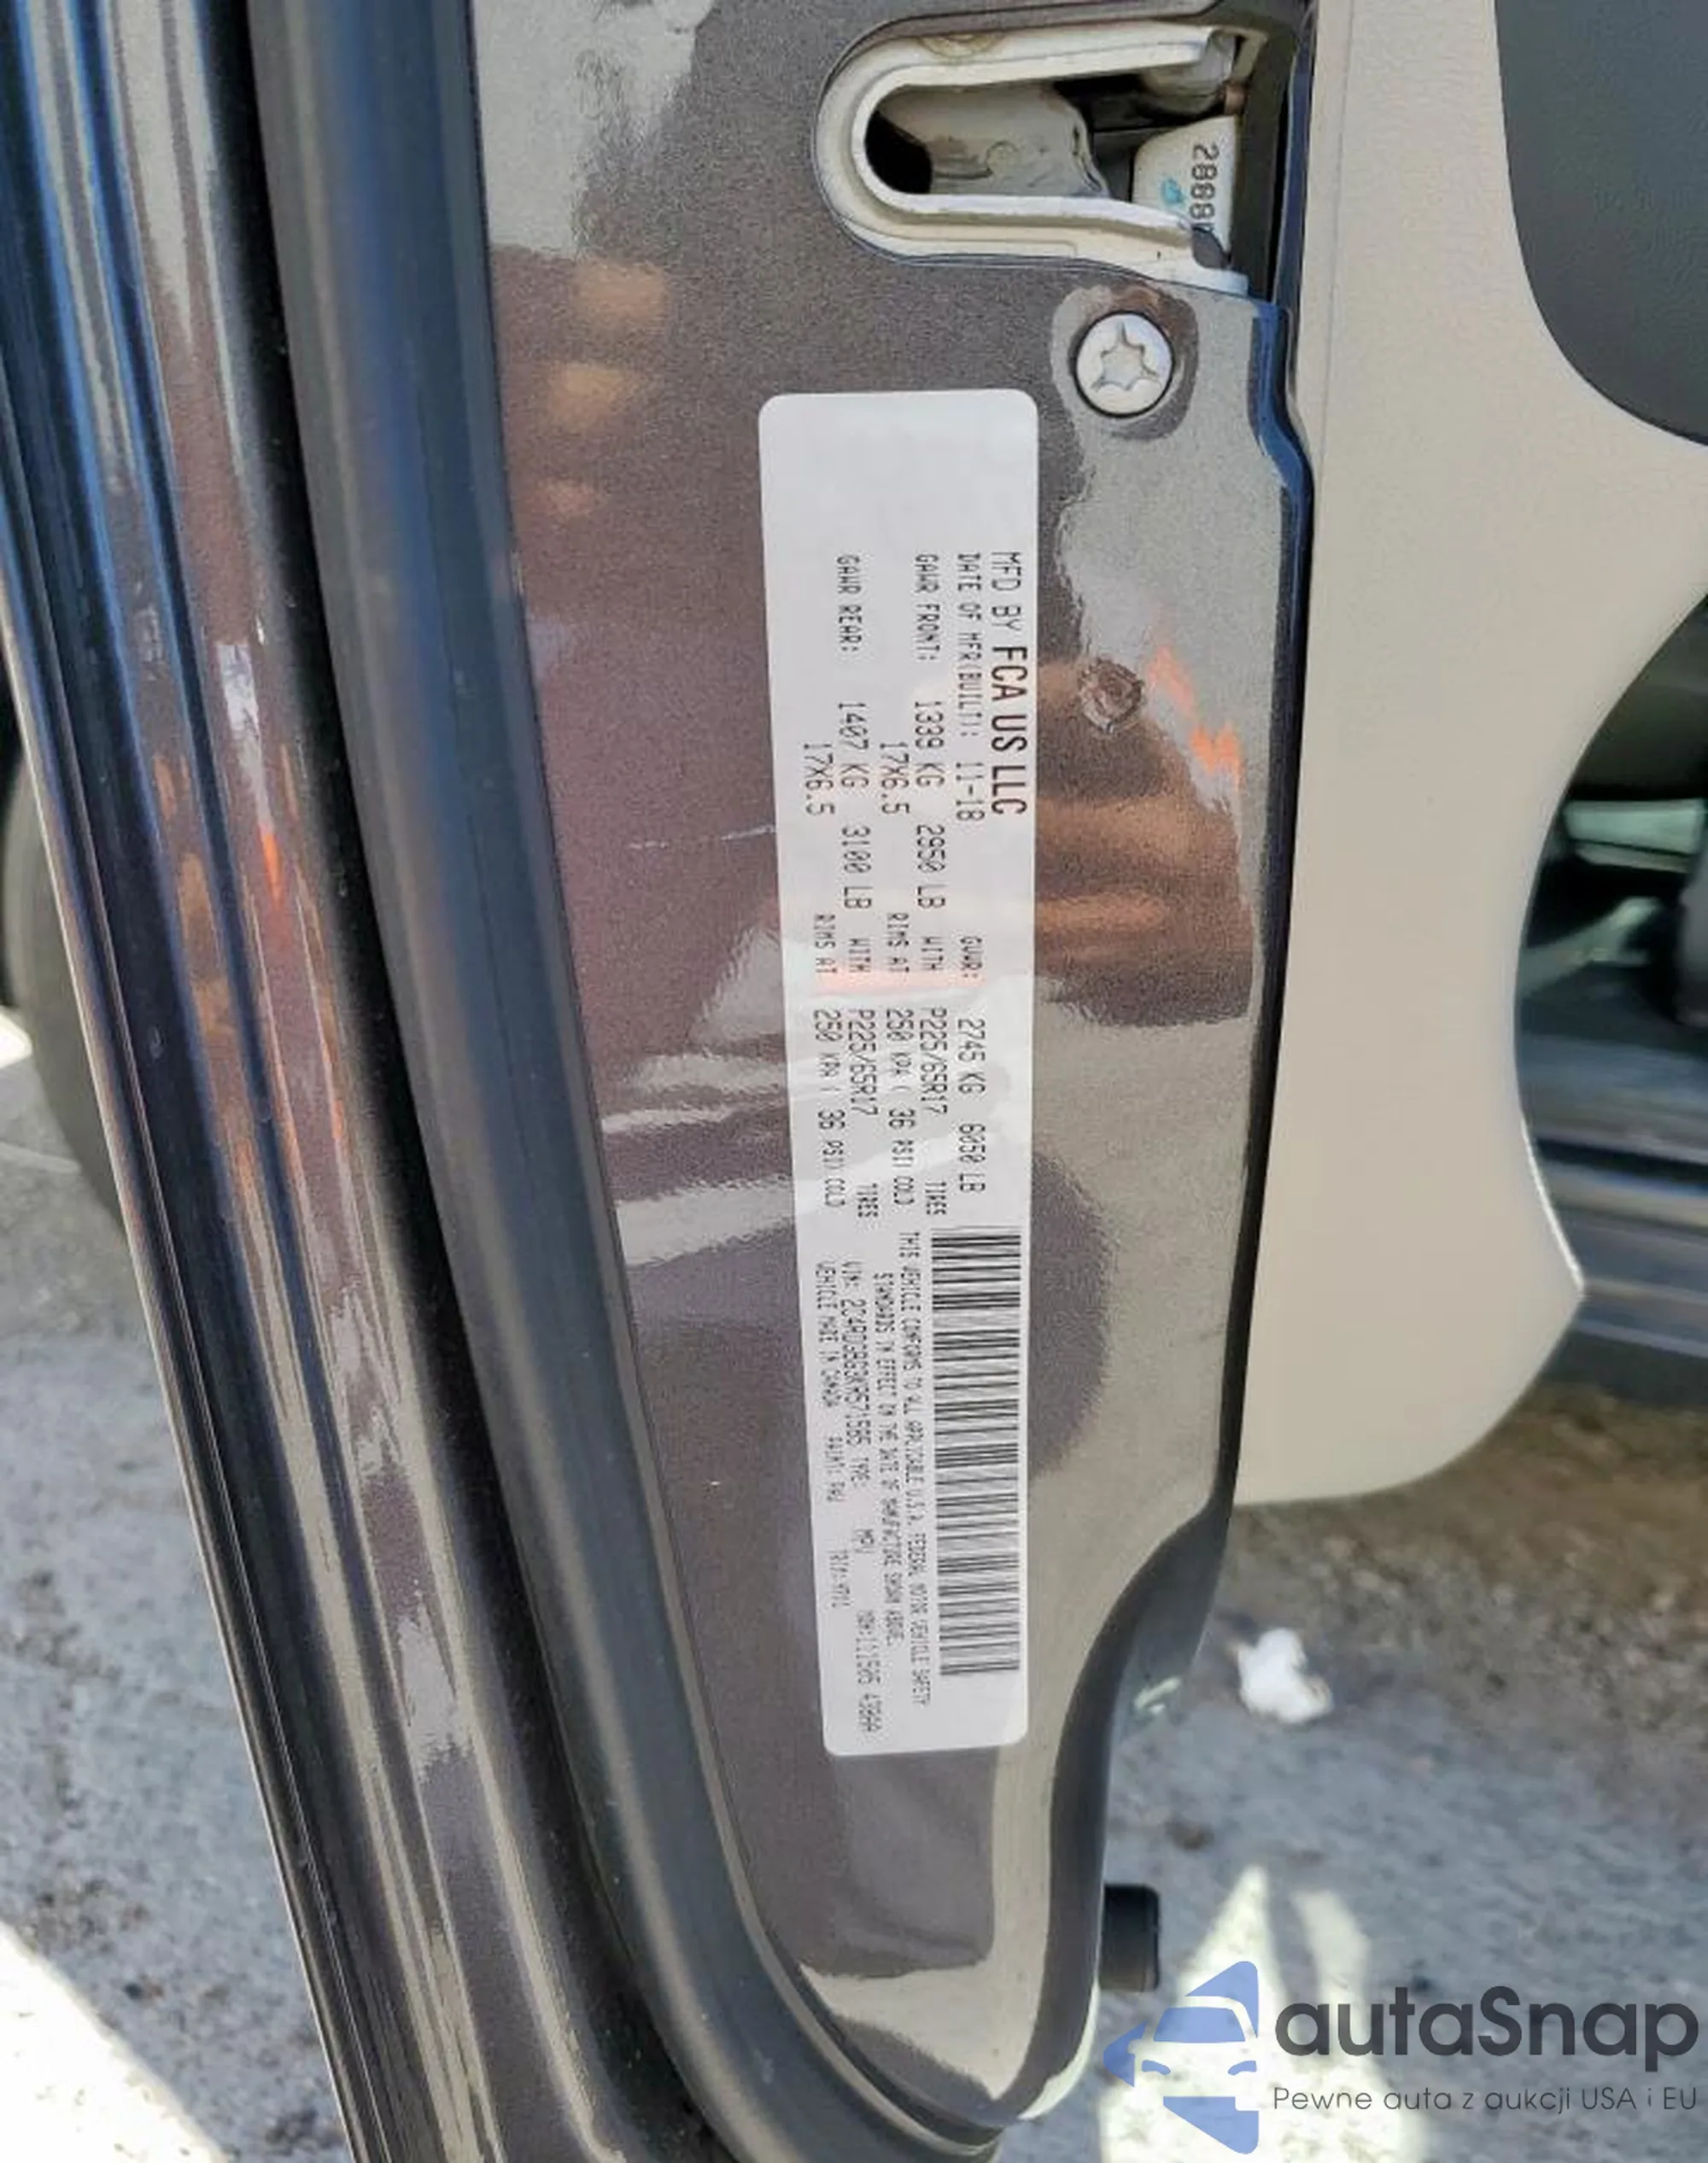 MFD BY FCA US LLC
DATE OF MFR(BUILT): 11-18 GVWR: 2745 KG 6050 LB
GAWR FRONT: 1339 KG 2950 LB WITH P225/65R17 TIRES
17X6.5 RIMS AT 250 KPA ( 36 PSI) COLD
GAWR REAR: 1407 KG 3100 LB WITH P225/65R17 TIRES
17X6.5 RIMS AT 250 KPA ( 36 PSI) COLD
THIS VEHICLE CONFORMS TO ALL APPLICABLE U.S.A. FEDERAL MOTOR VEHICLE SAFETY
STANDARDS IN EFFECT ON THE DATE OF MANUFACTURE SHOWN ABOVE.
VIN: TYPE: MPV
VEHICLE MADE IN CANADA PAINT: PAU
autaSnap
Pewne auta z aukcji USA i EU